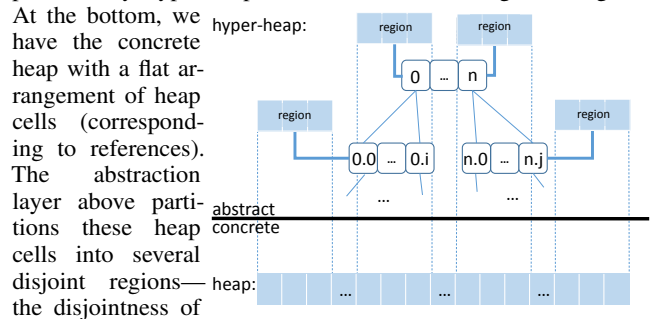 At the bottom, we
have the concrete
heap with a flat ar-
rangement of heap
cells (correspond-
ing to references).
The abstraction
layer above parti-
tions these heap
cells into several
disjoint regions—
the disjointness of
hyper-heap:
region
region
0 ... n
region
region
0.0 ... 0.i
n.0 ... n.j
...
...
abstract
concrete
heap:
... ... ...